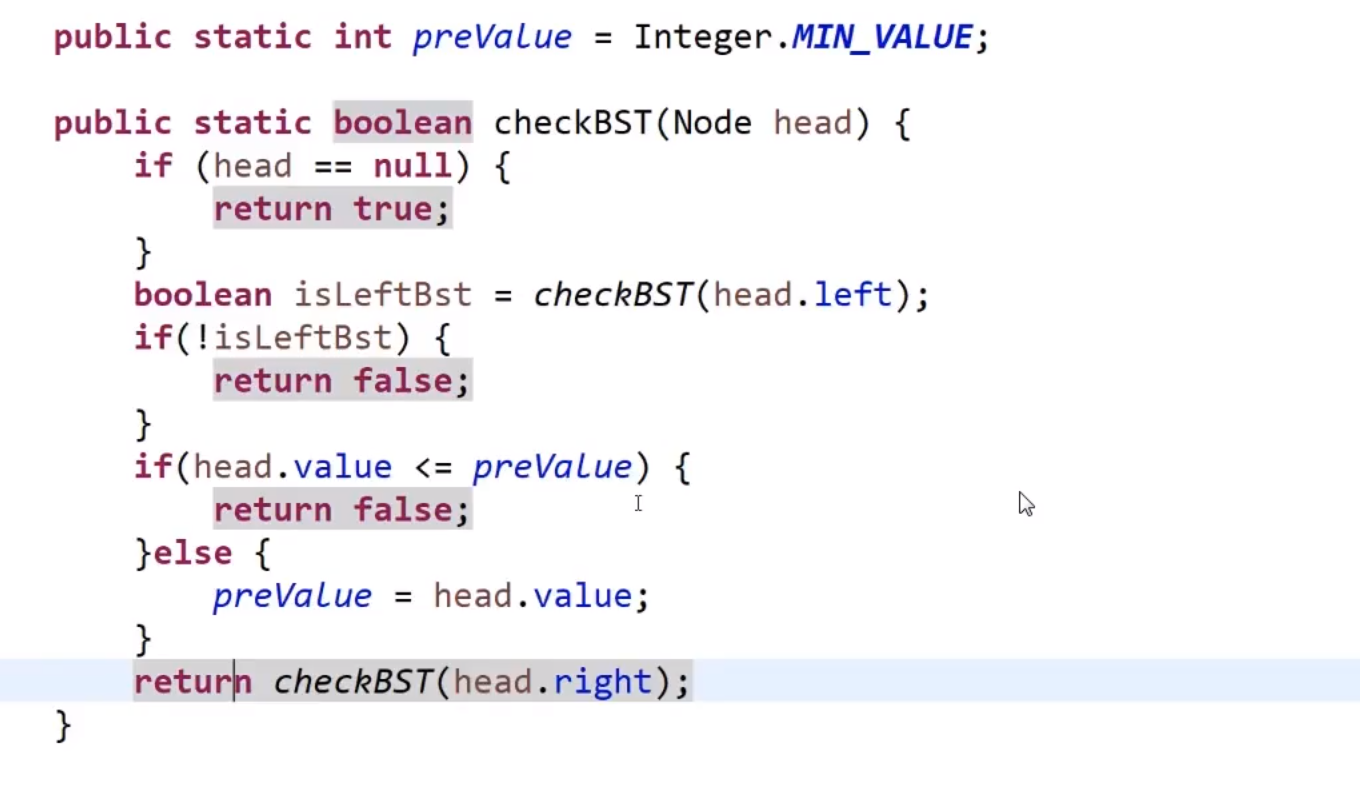 public static int preValue = Integer.MIN_VALUE;
public static boolean checkBST(Node head) {
if (head == null) {
return true;
}
boolean isLeftBst = checkBST(head.left);
if(!isLeftBst) {
return false;
}
if(head.value <= preValue) {
return false;
}else {
preValue = head.value;
}
return checkBST(head.right);
}